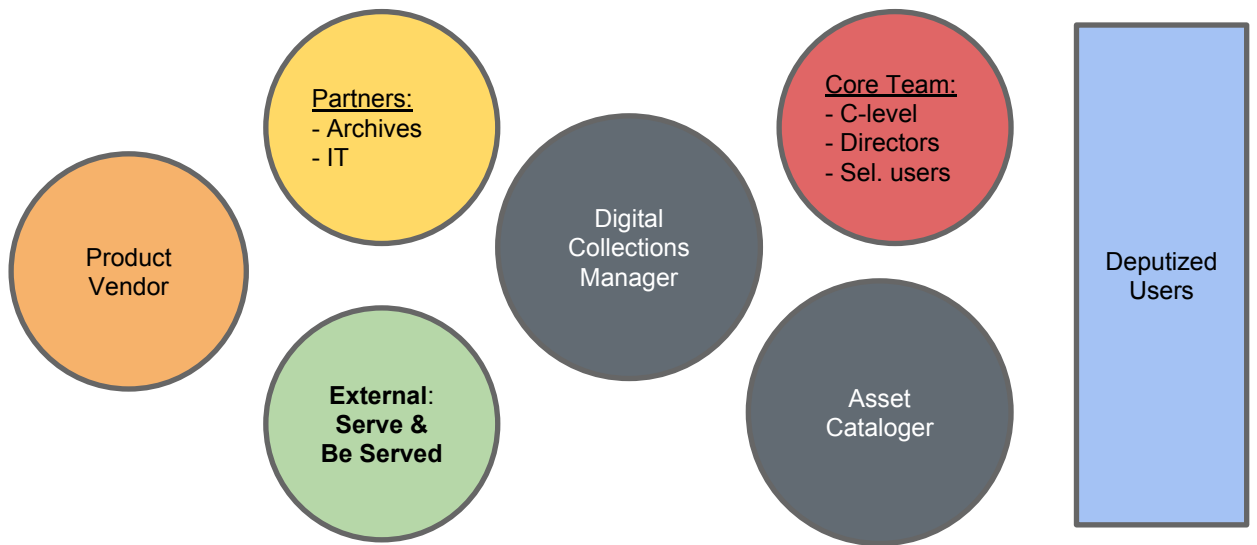 Partners:
- Archives
- IT
Core Team:
- C-level
- Directors
- Sel. users
Product
Vendor
Digital
Collections
Manager
Deputized
Users
External:
Serve &
Be Served
Asset
Cataloger